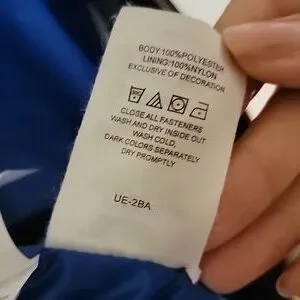 BODY:100%POLYESTER
LINING:100%NYLON
EXCLUSIVE OF DECORATION
CLOSE ALL FASTENERS
WASH AND DRY INSIDE OUT
WASH COLD,
DARK COLORS SEPARATELY
DRY PROMPTLY
UE-2BA